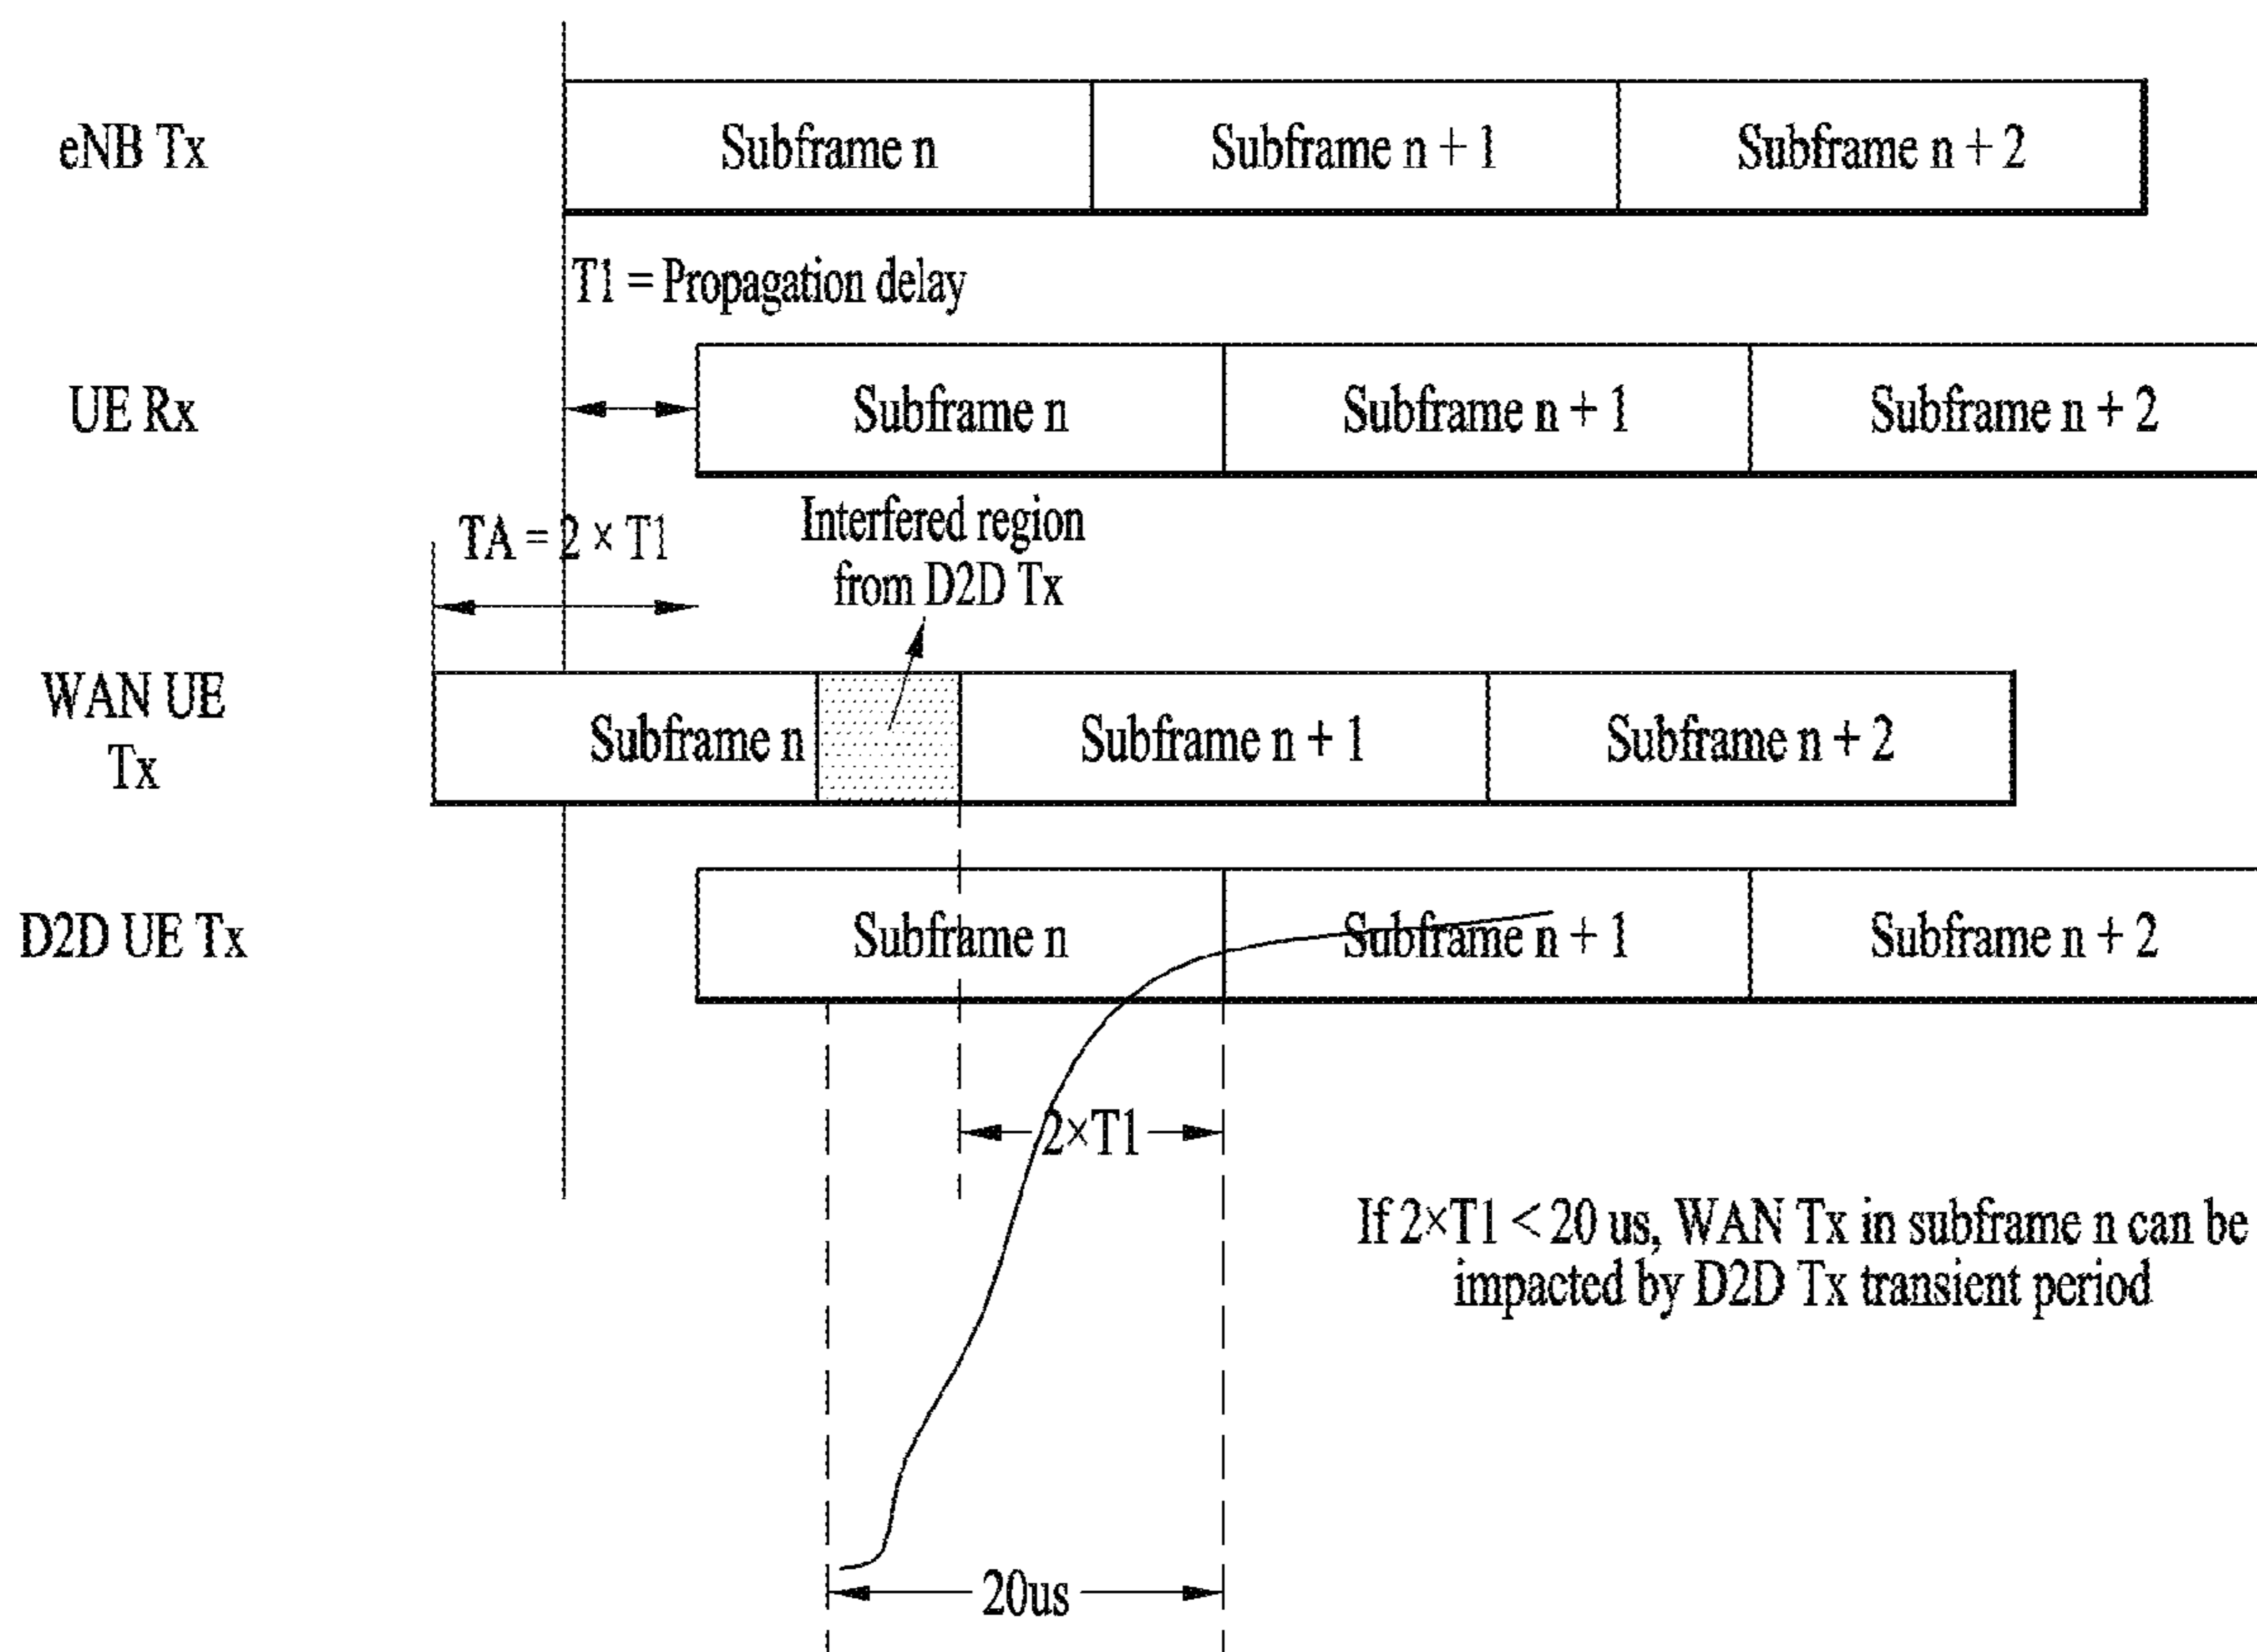 eNB Tx
Subframe n
Subframe n + 1
Subframe n + 2
T1 = Propagation delay
UE Rx
Subframe n
Subframe n + 1
Subframe n + 2
TA = 2 × T1
Interfered region
from D2D Tx
WAN UE
Tx
Subframe n
Subframe n + 1
Subframe n + 2
D2D UE Tx
Subframe n
Subframe n + 1
Subframe n + 2
2×T1
If 2×T1 < 20 us, WAN Tx in subframe n can be
impacted by D2D Tx transient period
20us